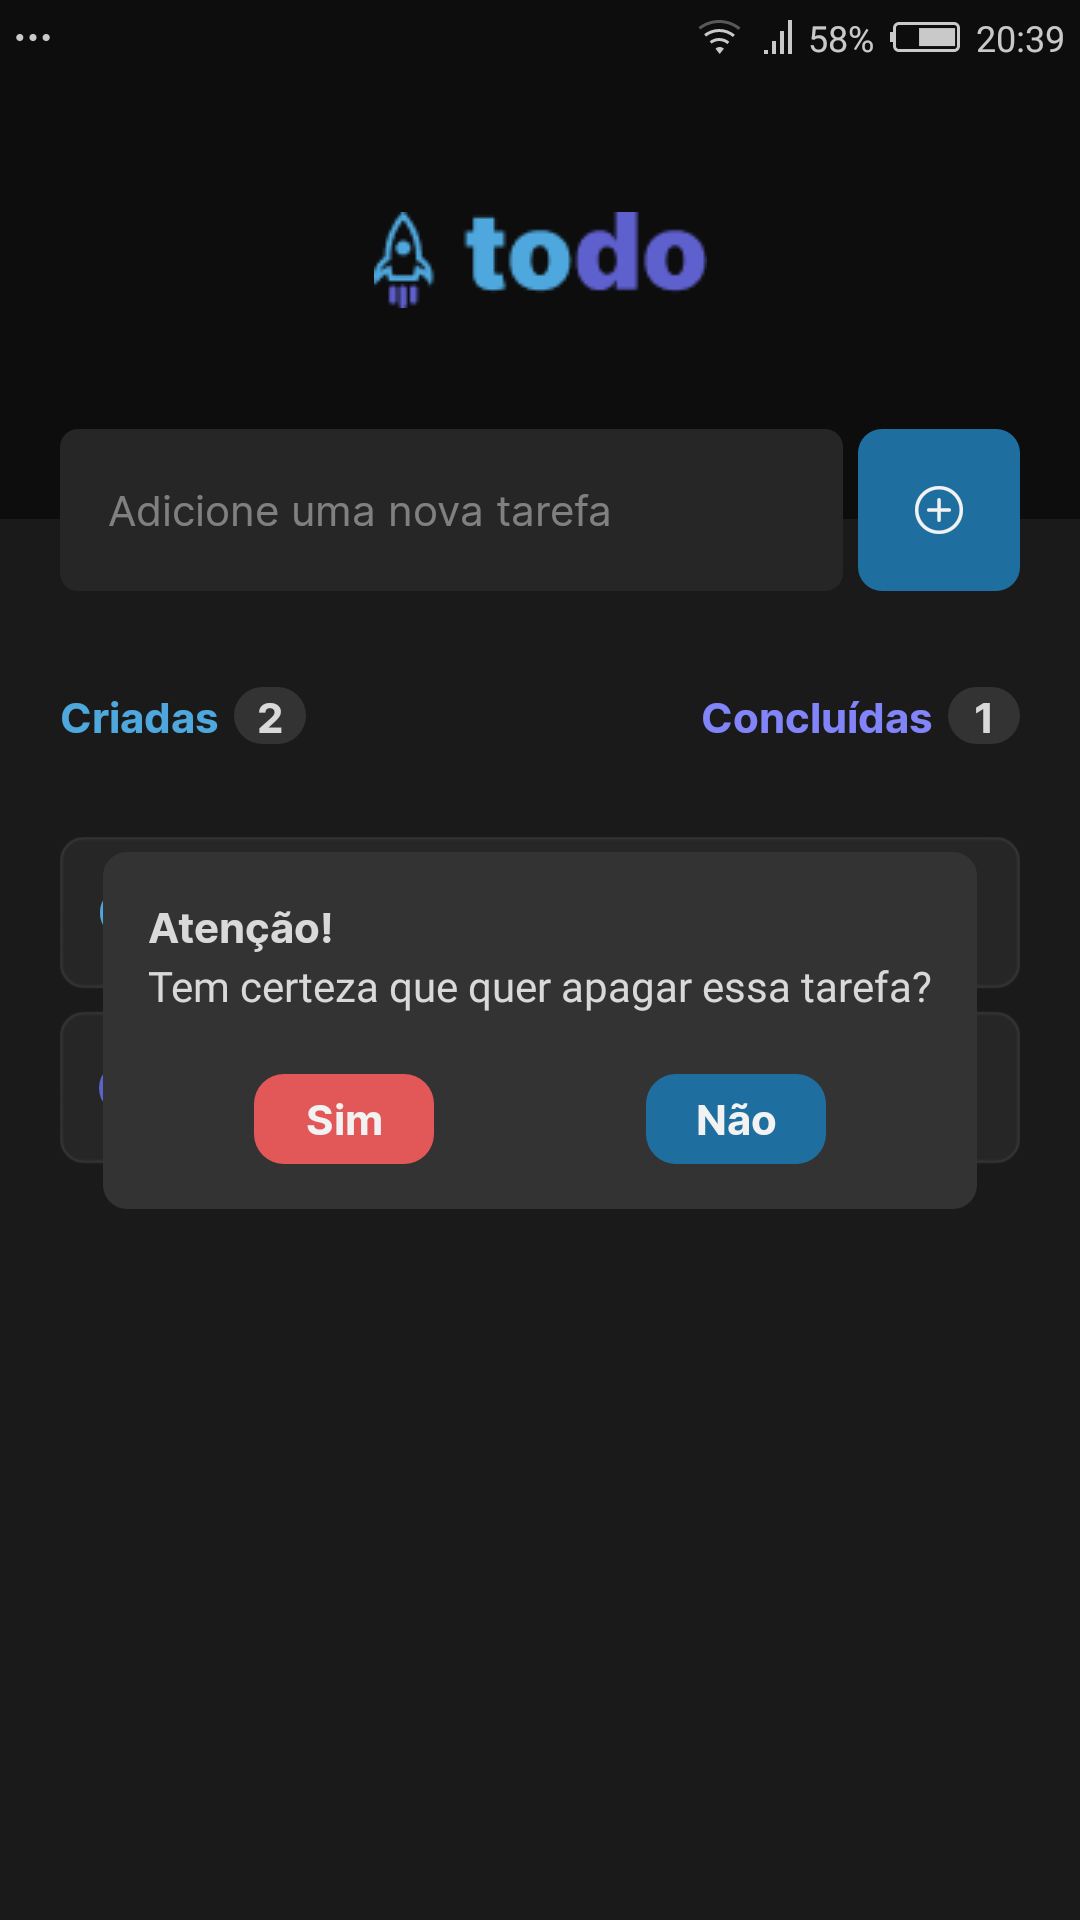 58% 20:39
todo
Adicione uma nova tarefa
Criadas 2 Concluídas 1
Atenção!
Tem certeza que quer apagar essa tarefa?
Sim Não